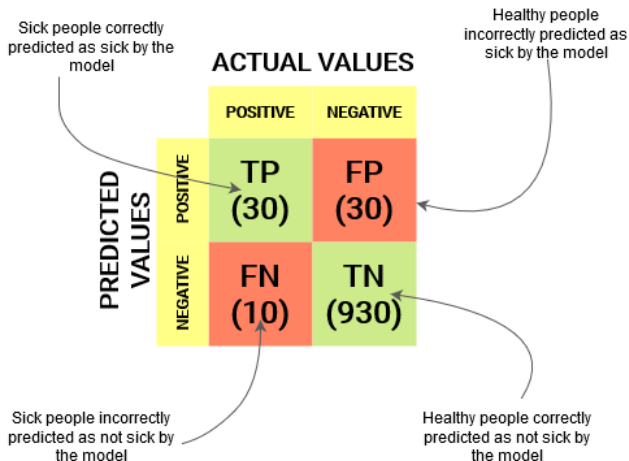 Sick people correctly
predicted as sick by the
model
Healthy people
incorrectly predicted as
sick by the model
ACTUAL VALUES
POSITIVE
NEGATIVE
PREDICTED
VALUES
POSITIVE
TP
(30)
FP
(30)
NEGATIVE
FN
(10)
TN
(930)
Sick people incorrectly
predicted as not sick by
the model
Healthy people correctly
predicted as not sick by
the model